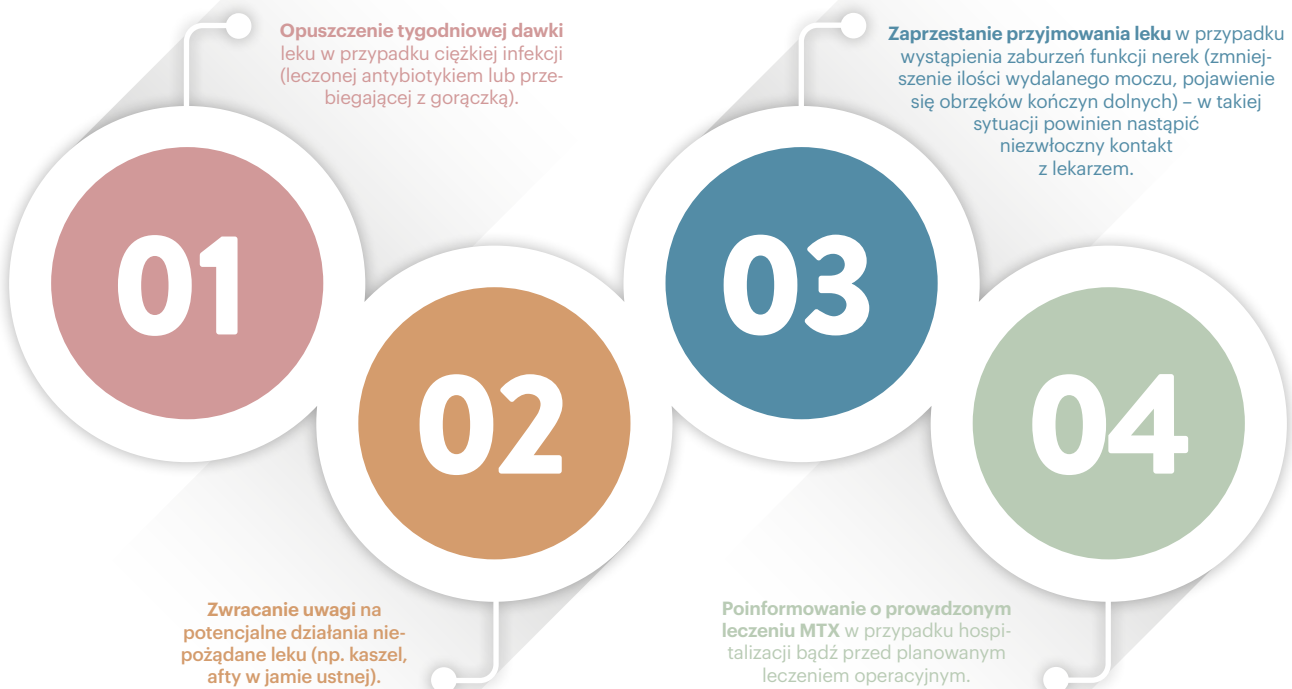 01
Opuszczenie tygodniowej dawki
leku w przypadku ciężkiej infekcji
(leczonej antybiotykiem lub prze-
biegającej z gorączką).
02
Zwracanie uwagi na
potencjalne działania nie-
pożądane leku (np. kaszel,
afty w jamie ustnej).
03
Zaprzestanie przyjmowania leku w przypadku
wystąpienia zaburzeń funkcji nerek (zmniej-
szenie ilości wydalanego moczu, pojawienie
się obrzęków kończyn dolnych) – w takiej
sytuacji powinien nastąpić
niezwłoczny kontakt
z lekarzem.
04
Poinformowanie o prowadzonym
leczeniu MTX w przypadku hospi-
talizacji bądź przed planowanym
leczeniem operacyjnym.